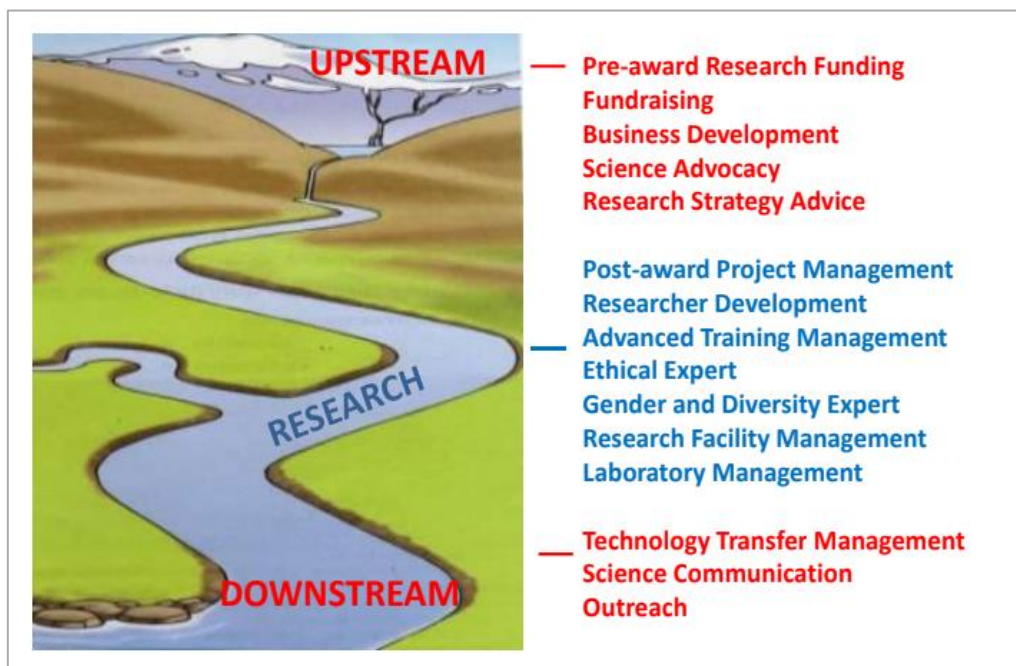 UPSTREAM
Pre-award Research Funding
Fundraising
Business Development
Science Advocacy
Research Strategy Advice
Post-award Project Management
Researcher Development
Advanced Training Management
Ethical Expert
Gender and Diversity Expert
Research Facility Management
Laboratory Management
RESEARCH
Technology Transfer Management
Science Communication
Outreach
DOWNSTREAM